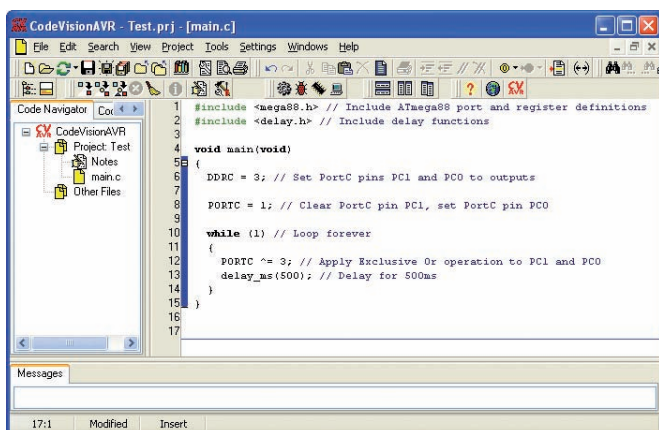 CodeVisionAVR - Test.prj - [main.c]
File Edit Search View Project Tools Settings Windows Help
Code Navigator
CodeVisionAVR
Project: Test
Notes
main.c
Other Files
1 #include <mega88.h> // Include ATmega88 port and register definitions
2 #include <delay.h> // Include delay functions
3
4 void main(void)
5 {
6 DDRC = 3; // Set PortC pins PC1 and PC0 to outputs
7
8 PORTC = 1; // Clear PortC pin PC1, set PortC pin PC0
9
10 while (1) // Loop forever
11 {
12 PORTC ^= 3; // Apply Exclusive Or operation to PC1 and PC0
13 delay_ms(500); // Delay for 500ms
14 }
15 }
16
17
Messages
17:1 Modified Insert